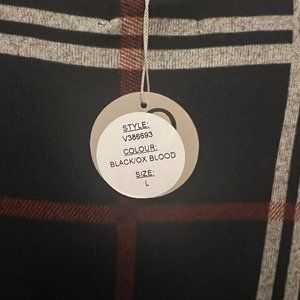 STYLE:
V386693
COLOUR:
BLACK/OX BLOOD
SIZE:
L